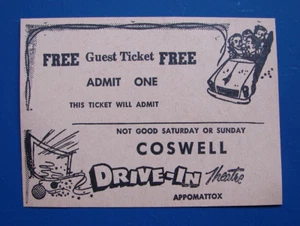 FREE Guest Ticket FREE
ADMIT ONE
THIS TICKET WILL ADMIT
NOT GOOD SATURDAY OR SUNDAY
COSWELL
DRIVE-IN Theatre
APPOMATTOX